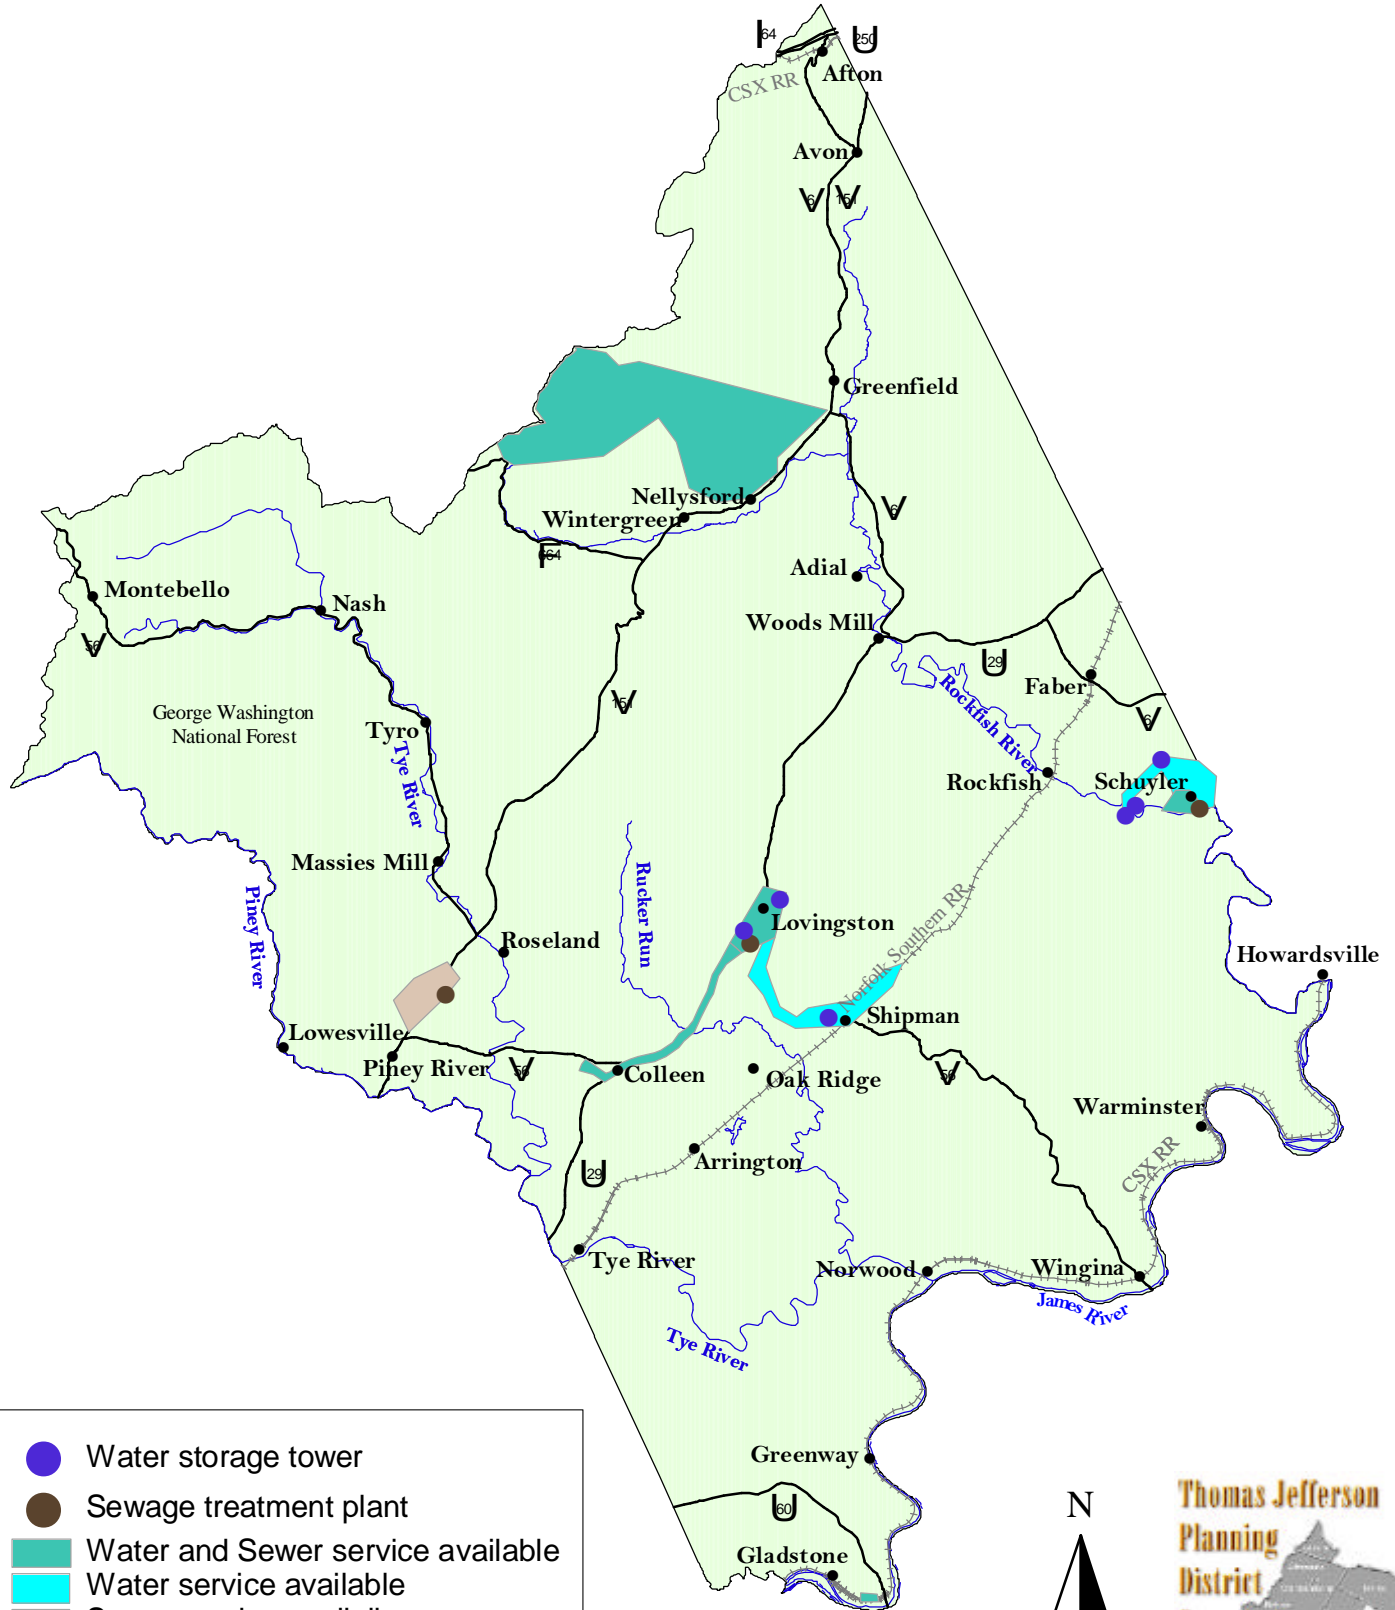 I 64
U 250
Afton
CSX RR
Avon
V 6
V 151
Greenfield
Nellysford
Wintergreen
V 6
F 664
Adial
Montebello
Nash
Woods Mill
V 56
U 29
Faber
Rockfish River
V 151
V 6
George Washington
National Forest
Tyro
Tye River
Rockfish
Schuyler
Massies Mill
Rucker Run
Piney River
Norfolk Southern RR
Lovingston
Roseland
Howardsville
Shipman
Lowesville
Piney River
V 56
Colleen
Oak Ridge
V 56
Warminster
CSX RR
Arrington
U 29
Tye River
Norwood
Wingina
James River
Tye River
Greenway
U 60
Gladstone
Water storage tower
Sewage treatment plant
Water and Sewer service available
Water service available
N
Thomas Jefferson
Planning
District